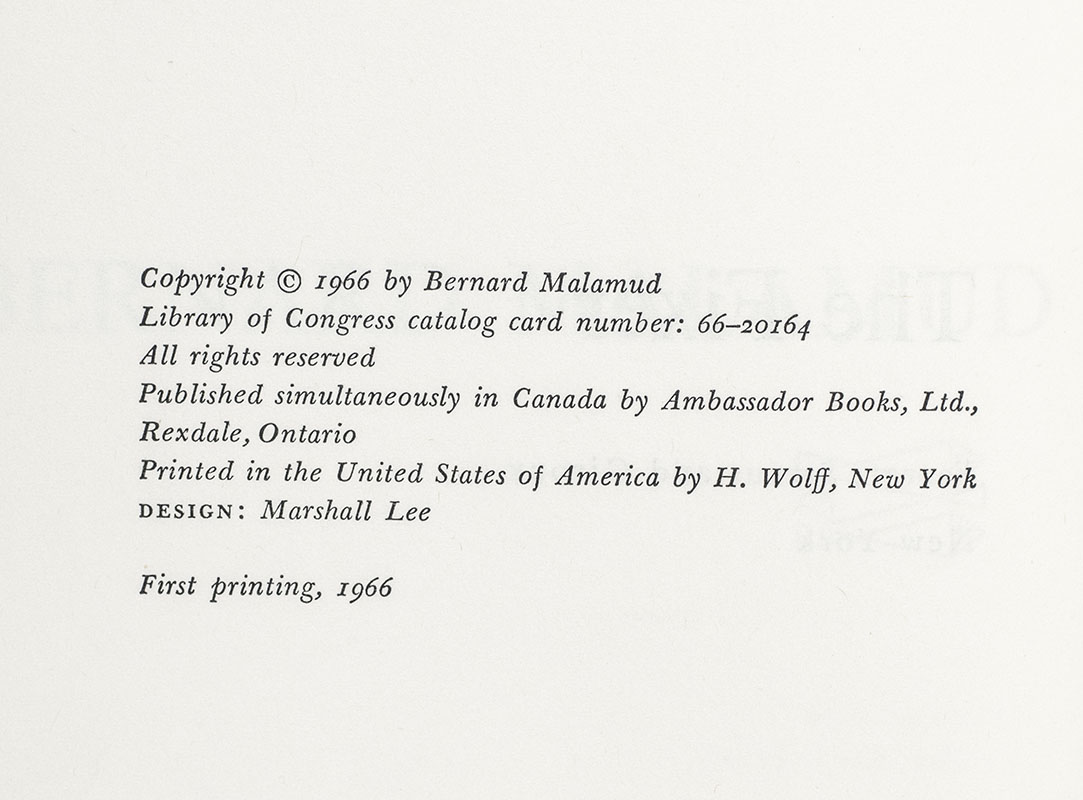 Copyright © 1966 by Bernard Malamud
Library of Congress catalog card number: 66–20164
All rights reserved
Published simultaneously in Canada by Ambassador Books, Ltd.,
Rexdale, Ontario
Printed in the United States of America by H. Wolff, New York
DESIGN: Marshall Lee
First printing, 1966